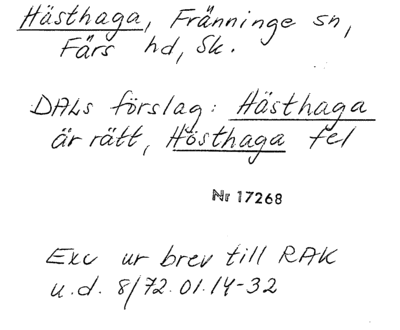 Hästhaga, Fränninge sn,
Färs hd, Sk.
DALs förslag: Hästhaga
är rätt, Hösthaga fel
Nr 17268
Exc ur brev till RAK
u.d. 8/72.01.14-32